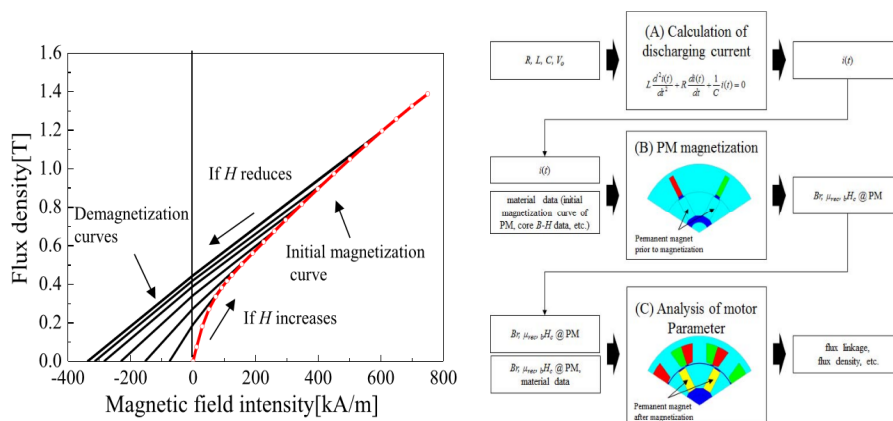 1.6
1.4
1.2
1.0
0.8
0.6
0.4
0.2
0.0
-400
-200
0
200
400
600
800
Flux density[T]
Magnetic field intensity[kA/m]
If H reduces
Demagnetization
curves
Initial magnetization
curve
If H increases
R, L, C, V₀
(A) Calculation of
discharging current
L d²i(t)/dt² + R di(t)/dt + 1/C i(t) = 0
i(t)
i(t)
material data (initial
magnetization curve of
PM, core B-H data, etc.)
(B) PM magnetization
Permanent magnet
prior to magnetization
Br, μrec, bHc @PM
Br, μrec, bHc @PM
Br, μrec, bHc @PM,
material data
(C) Analysis of motor
Parameter
Permanent magnet
after magnetization
flux linkage,
flux density, etc.